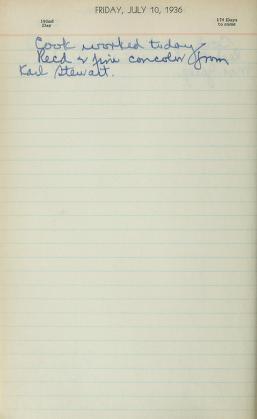 FRIDAY, JULY 10, 1936
192nd
Day
174 Days
to come
Cook worked today
Recd & fine concolor from
Karl Stewart.